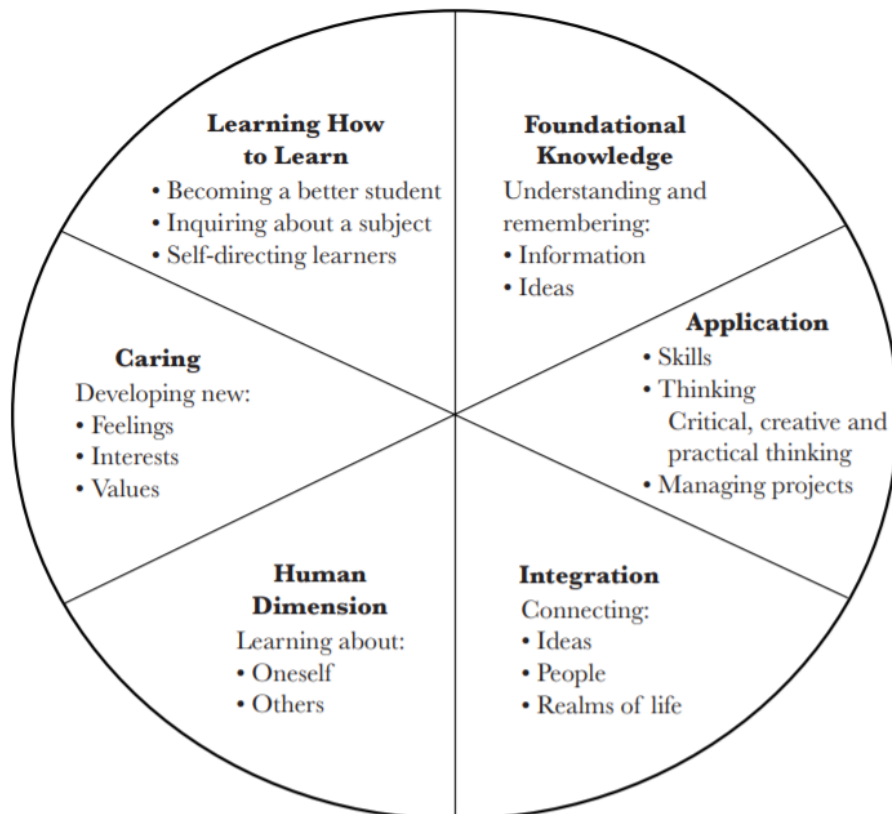 Learning How
to Learn
• Becoming a better student
• Inquiring about a subject
• Self-directing learners
Foundational
Knowledge
Understanding and
remembering:
• Information
• Ideas
Application
• Skills
• Thinking
Critical, creative and
practical thinking
• Managing projects
Integration
Connecting:
• Ideas
• People
• Realms of life
Human
Dimension
Learning about:
• Oneself
• Others
Caring
Developing new:
• Feelings
• Interests
• Values